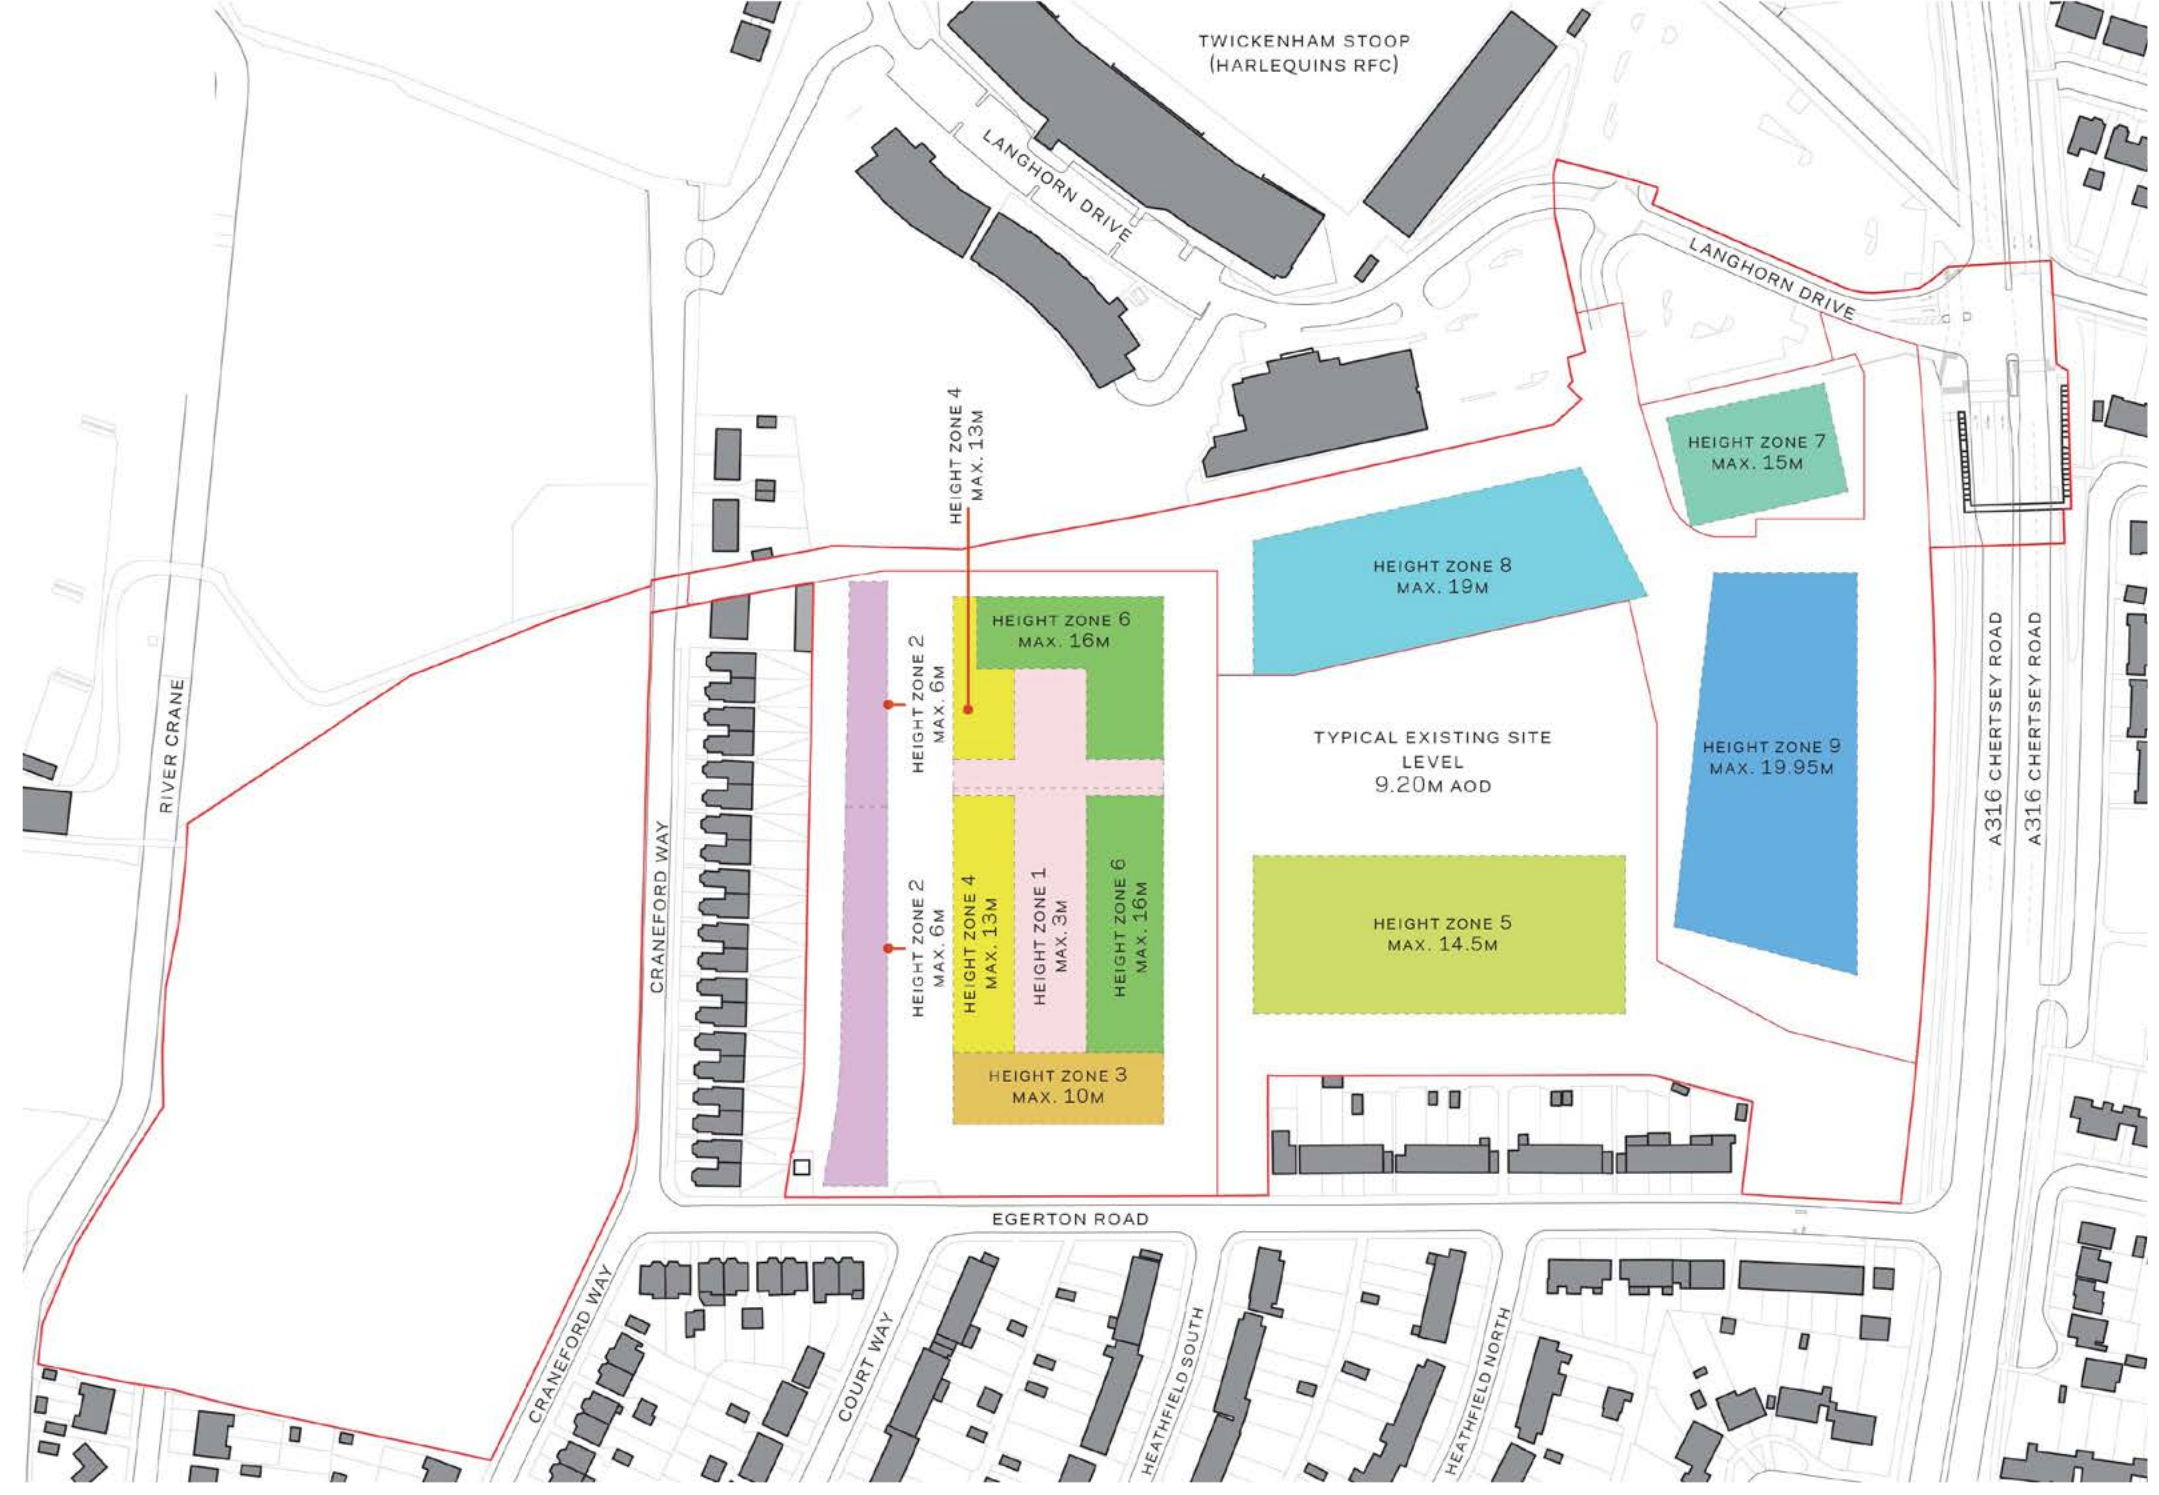 TWICKENHAM STOOP
(HARLEQUINS RFC)
LANGHORN DRIVE
LANGHORN DRIVE
HEIGHT ZONE 4
MAX. 13M
HEIGHT ZONE 7
MAX. 15M
HEIGHT ZONE 8
MAX. 19M
HEIGHT ZONE 6
MAX. 16M
HEIGHT ZONE 2
MAX. 6M
RIVER CRANE
TYPICAL EXISTING SITE
LEVEL
9.20M AOD
HEIGHT ZONE 9
MAX. 19.95M
A316 CHERTSEY ROAD
A316 CHERTSEY ROAD
CRANEFORD WAY
HEIGHT ZONE 2
MAX. 6M
HEIGHT ZONE 4
MAX. 13M
HEIGHT ZONE 1
MAX. 3M
HEIGHT ZONE 6
MAX. 16M
HEIGHT ZONE 5
MAX. 14.5M
HEIGHT ZONE 3
MAX. 10M
EGERTON ROAD
CRANEFORD WAY
COURT WAY
HEATHFIELD SOUTH
HEATHFIELD NORTH